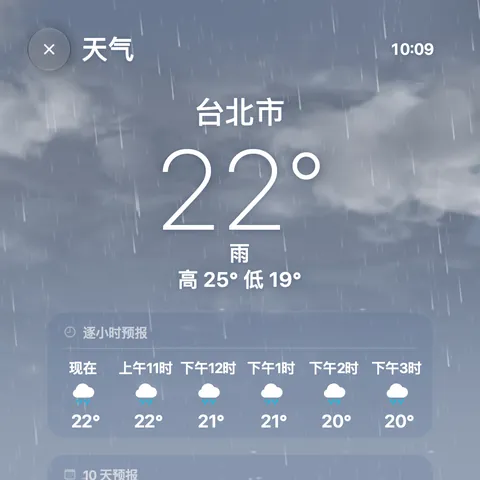 天气
10:09
台北市
22°
雨
高 25° 低 19°
逐小时预报
现在 上午11时 下午12时 下午1时 下午2时 下午3时
22° 22° 21° 21° 20° 20°
10 天预报